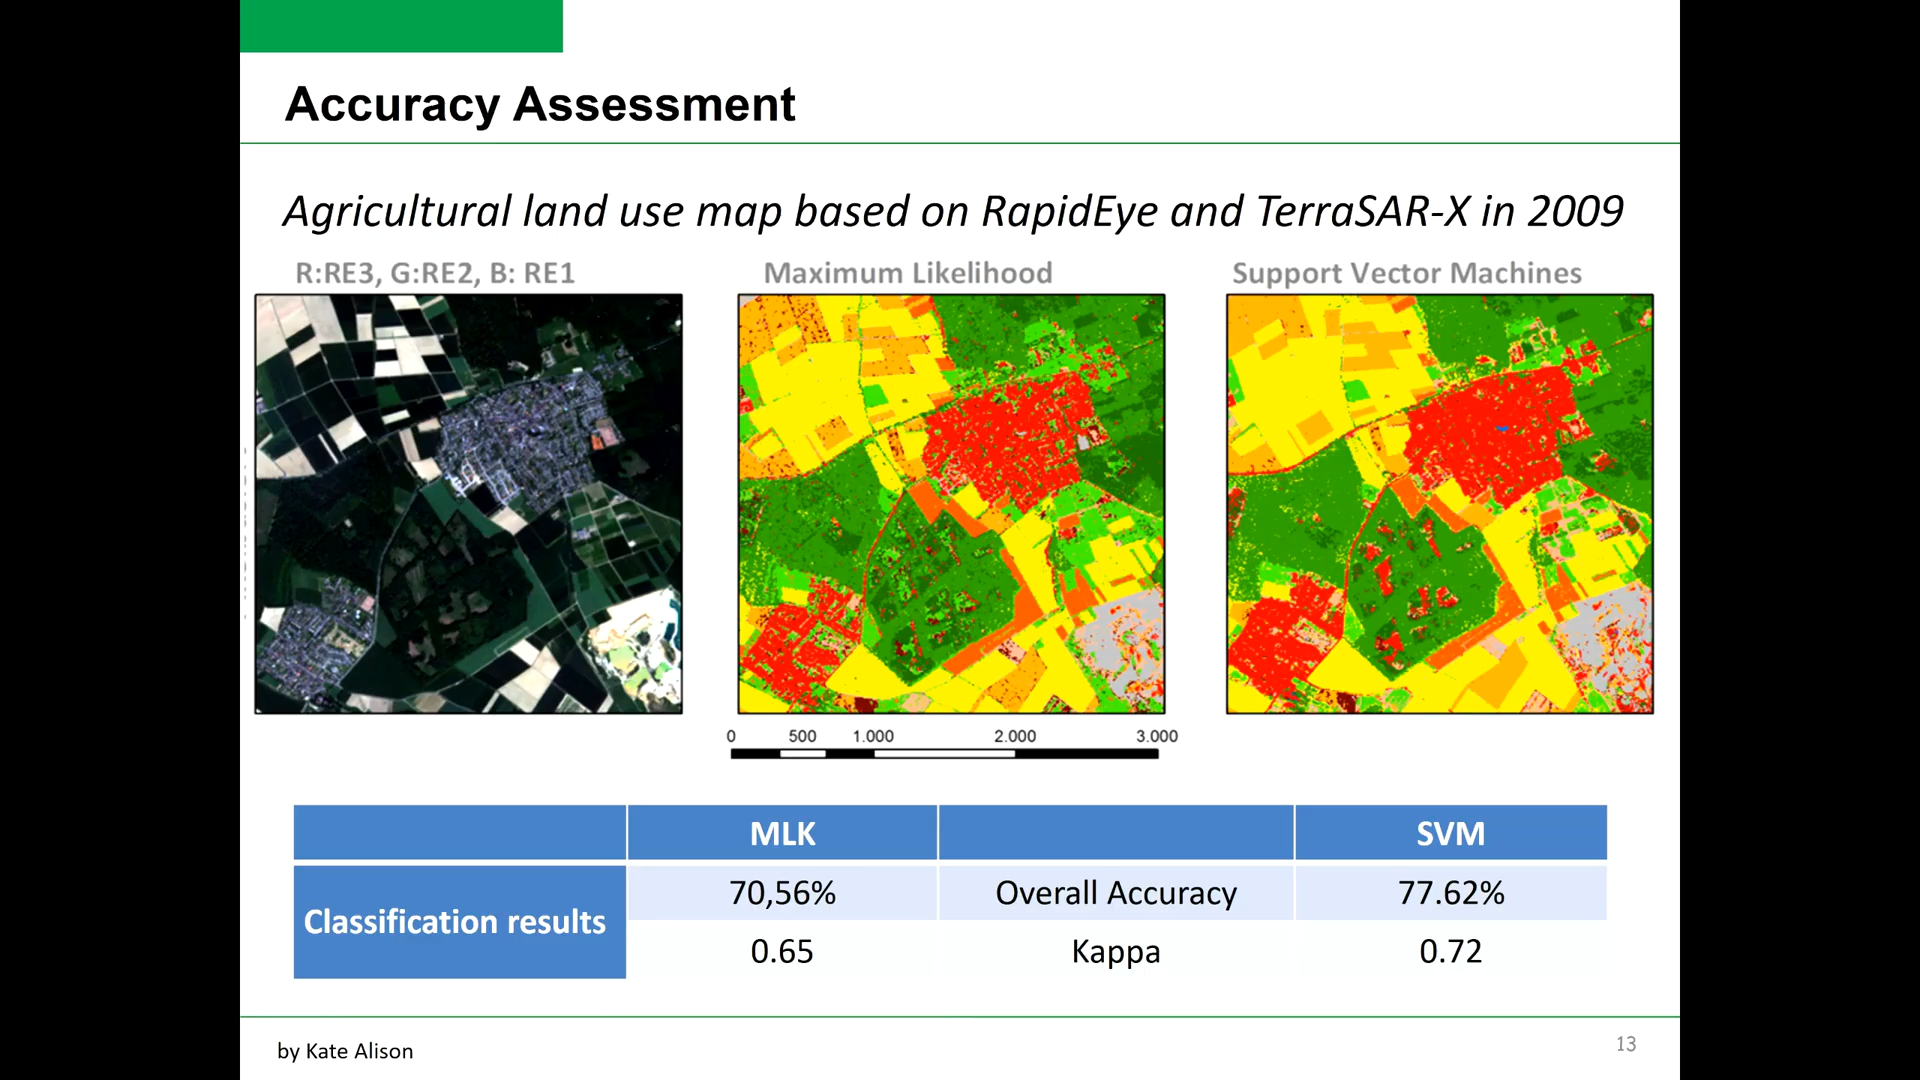 Accuracy Assessment
Agricultural land use map based on RapidEye and TerraSAR-X in 2009
R:RE3, G:RE2, B: RE1
Maximum Likelihood
Support Vector Machines
0 500 1.000 2.000 3.000
MLK SVM
Classification results
70,56% Overall Accuracy 77.62%
0.65 Kappa 0.72
by Kate Alison
13